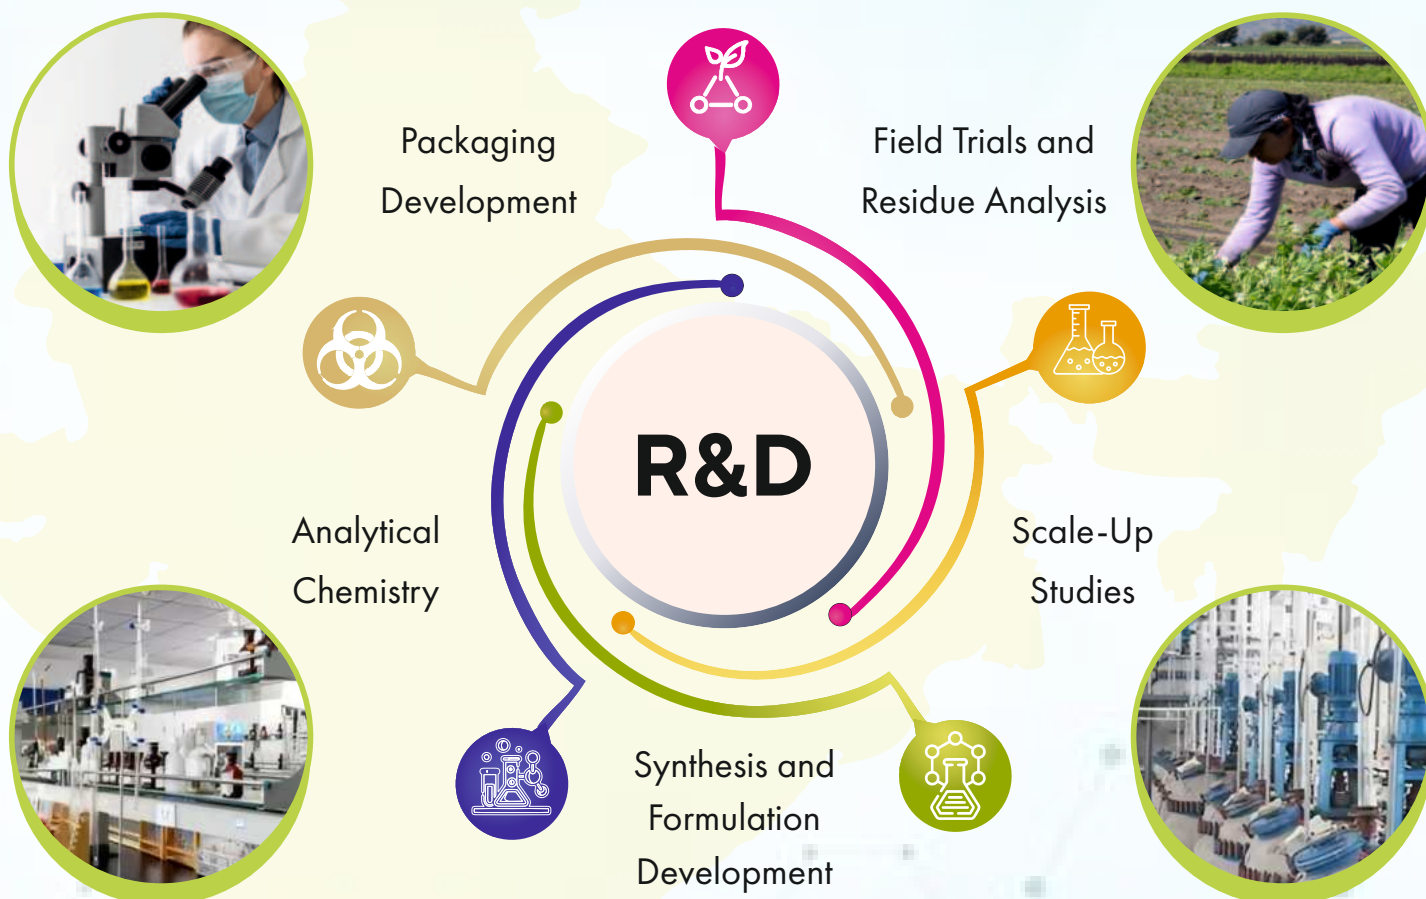 Packaging
Development
Field Trials and
Residue Analysis
R&D
Analytical
Chemistry
Scale-Up
Studies
Synthesis and
Formulation
Development